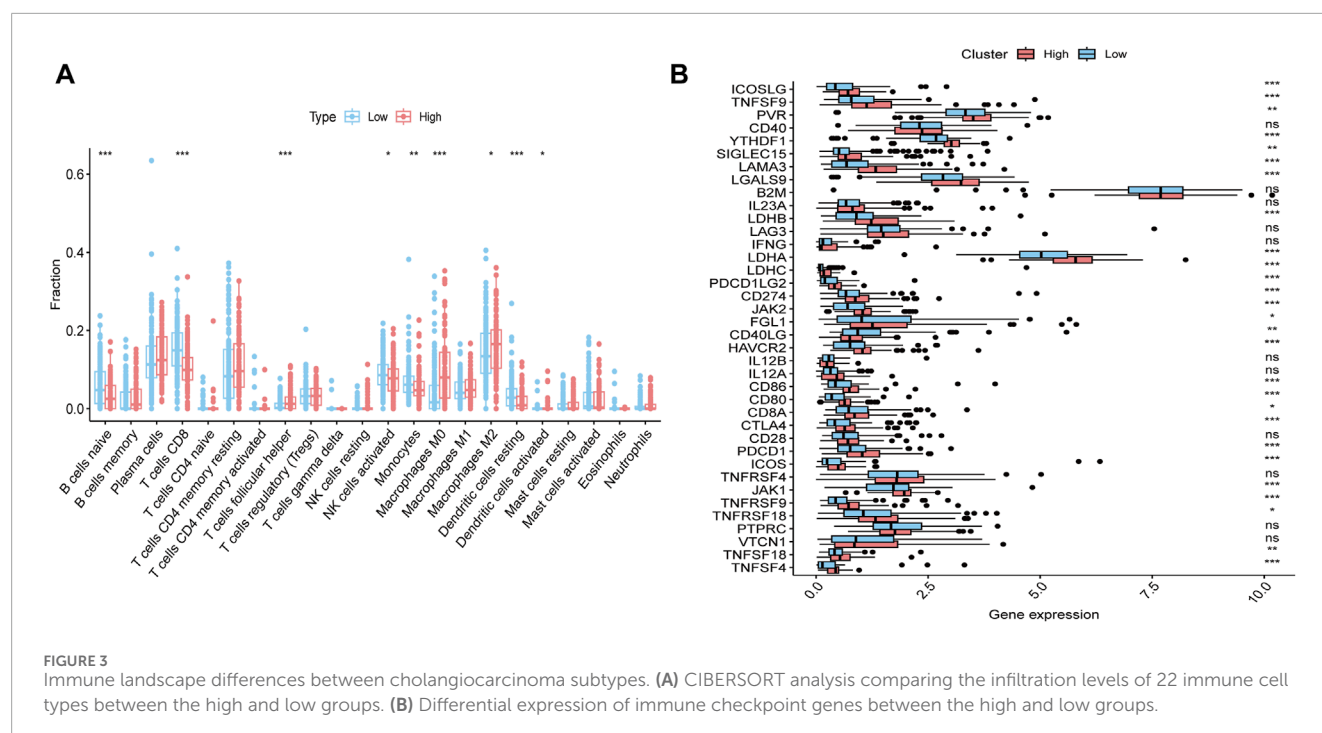 A
Type Low High
*** *** *** * ** *** * *** *
Fraction
0.6
0.4
0.2
0.0
B cells naive
B cells memory
Plasma cells
T cells CD8
T cells CD4 naive
T cells CD4 memory resting
T cells CD4 memory activated
T cells follicular helper
T cells regulatory (Tregs)
T cells gamma delta
NK cells resting
NK cells activated
Monocytes
Macrophages M0
Macrophages M1
Macrophages M2
Dendritic cells resting
Dendritic cells activated
Mast cells resting
Mast cells activated
Eosinophils
Neutrophils
B
Cluster High Low
ICOSLG ***
TNFSF9 ***
PVR **
CD40 ns
YTHDF1 ***
SIGLEC15 **
LAMA3 ***
LGALS9 ***
B2M ns
IL23A ns
LDHB ***
LAG3 ns
IFNG ns
LDHA ***
LDHC ***
PDCD1LG2 ***
CD274 ***
JAK2 ***
FGL1 *
CD40LG **
HAVCR2 ***
IL12B ns
IL12A ns
CD86 ***
CD80 ***
CD8A *
CTLA4 ***
CD28 ns
PDCD1 ***
ICOS ***
TNFRSF4 ns
JAK1 ***
TNFRSF9 ***
TNFRSF18 *
PTPRC ns
VTCN1 ns
TNFSF18 **
TNFSF4 ***
0.0
2.5
5.0
7.5
10.0
Gene expression
FIGURE 3
Immune landscape differences between cholangiocarcinoma subtypes. (A) CIBERSORT analysis comparing the infiltration levels of 22 immune cell
types between the high and low groups. (B) Differential expression of immune checkpoint genes between the high and low groups.